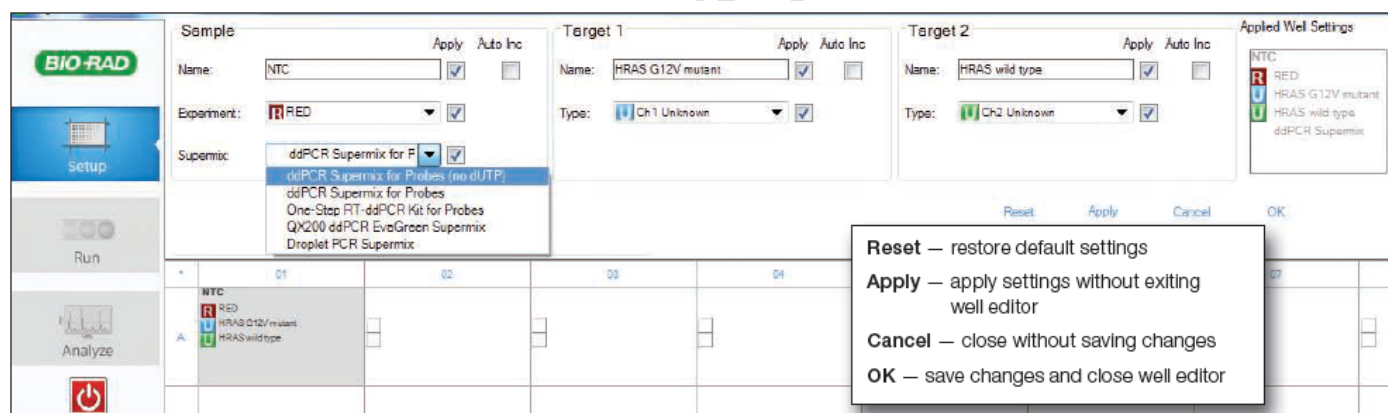 Sample
Apply Auto Inc
Target 1
Apply Auto Inc
Target 2
Apply Auto Inc
Applied Well Settings
BIO-RAD
Name: NTC
Name: HRAS G12V mutant
Name: HRAS wild type
NTC
R RED
U HRAS G12V mutant
U HRAS wild type
ddPCR Supermix
Experiment: R RED
Type: U Ch1 Unknown
Type: U Ch2 Unknown
Setup
Supermix: ddPCR Supermix for P
ddPCR Supermix for Probes (no dUTP)
ddPCR Supermix for Probes
One-Step RT-ddPCR Kit for Probes
QX200 ddPCR EvaGreen Supermix
Droplet PCR Supermix
Reset Apply Cancel OK
Run
Reset — restore default settings
Apply — apply settings without exiting
well editor
Cancel — close without saving changes
OK — save changes and close well editor
01 02 03 04 07
NTC
R RED
U HRAS G12V mutant
A U HRAS wild type
Analyze